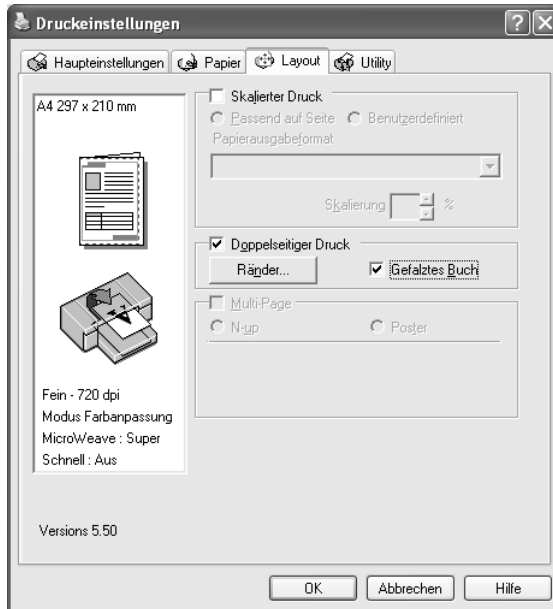 Druckeinstellungen
Haupteinstellungen Papier Layout Utility
A4 297 x 210 mm
Skalierter Druck
Passend auf Seite Benutzerdefiniert
Papierausgabeformat
Skalierung %
Doppelseitiger Druck
Ränder... Gefalztes Buch
Multi-Page
N-up Poster
Fein - 720 dpi
Modus Farbanpassung
MicroWeave : Super
Schnell : Aus
Versions 5.50
OK Abbrechen Hilfe